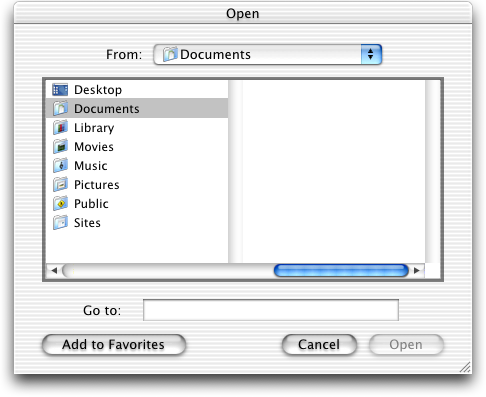 Open
From: Documents
Desktop
Documents
Library
Movies
Music
Pictures
Public
Sites
Go to:
Add to Favorites Cancel Open